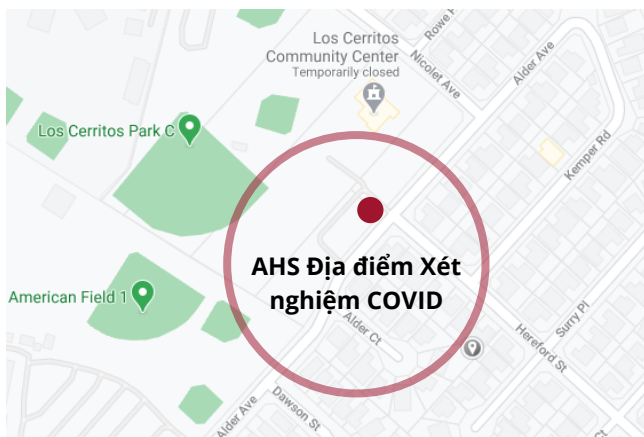 Los Cerritos
Community Center
Temporarily closed
Nicolet Ave
Alder Ave
Kemper Rd
Los Cerritos Park C
AHS Địa điểm Xét
nghiệm COVID
American Field 1
Alder Ct
Surry Pl
Hereford St
Alder Ave
Dawson St
Ct